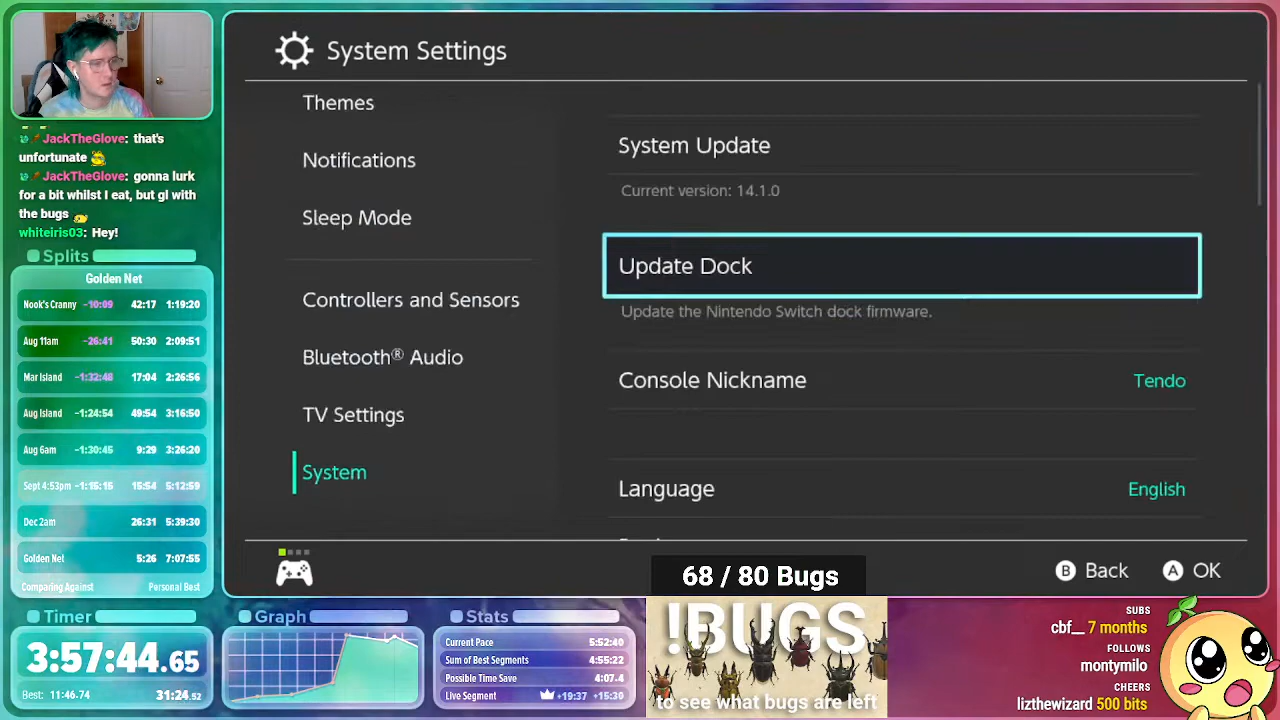 System Settings
Themes
Notifications
Sleep Mode
Controllers and Sensors
Bluetooth® Audio
TV Settings
System
System Update
Current version: 14.1.0
Update Dock
Update the Nintendo Switch dock firmware.
Console Nickname Tendo
Language English
B Back A OK
JackTheGlove: that's
unfortunate
JackTheGlove: gonna lurk
for a bit whilst I eat, but gl with
the bugs
whiteiris03: Hey!
Splits
Golden Net
Nook's Cranny -10:09 42:17 1:19:20
Aug 11am -26:41 50:30 2:09:51
Mar Island -1:32:48 17:04 2:26:56
Aug Island -1:24:54 49:54 3:16:50
Aug 6am -1:30:45 9:29 3:26:20
Sept 4:53pm -1:15:15 15:54 5:12:59
Dec 2am 26:31 5:39:30
Golden Net 5:26 7:07:55
Comparing Against Personal Best
Timer
3:57:44.65
Best: 11:46.74 31:24.52
Graph
Stats
Current Pace 5:52:40
Sum of Best Segments 4:55:22
Possible Time Save 4:07.4
Live Segment +19:37 +15:30
68 / 80 Bugs
!BUGS
to see what bugs are left
SUBS
cbf__ 7 months
FOLLOWS
montymilo
CHEERS
lizthewizard 500 bits